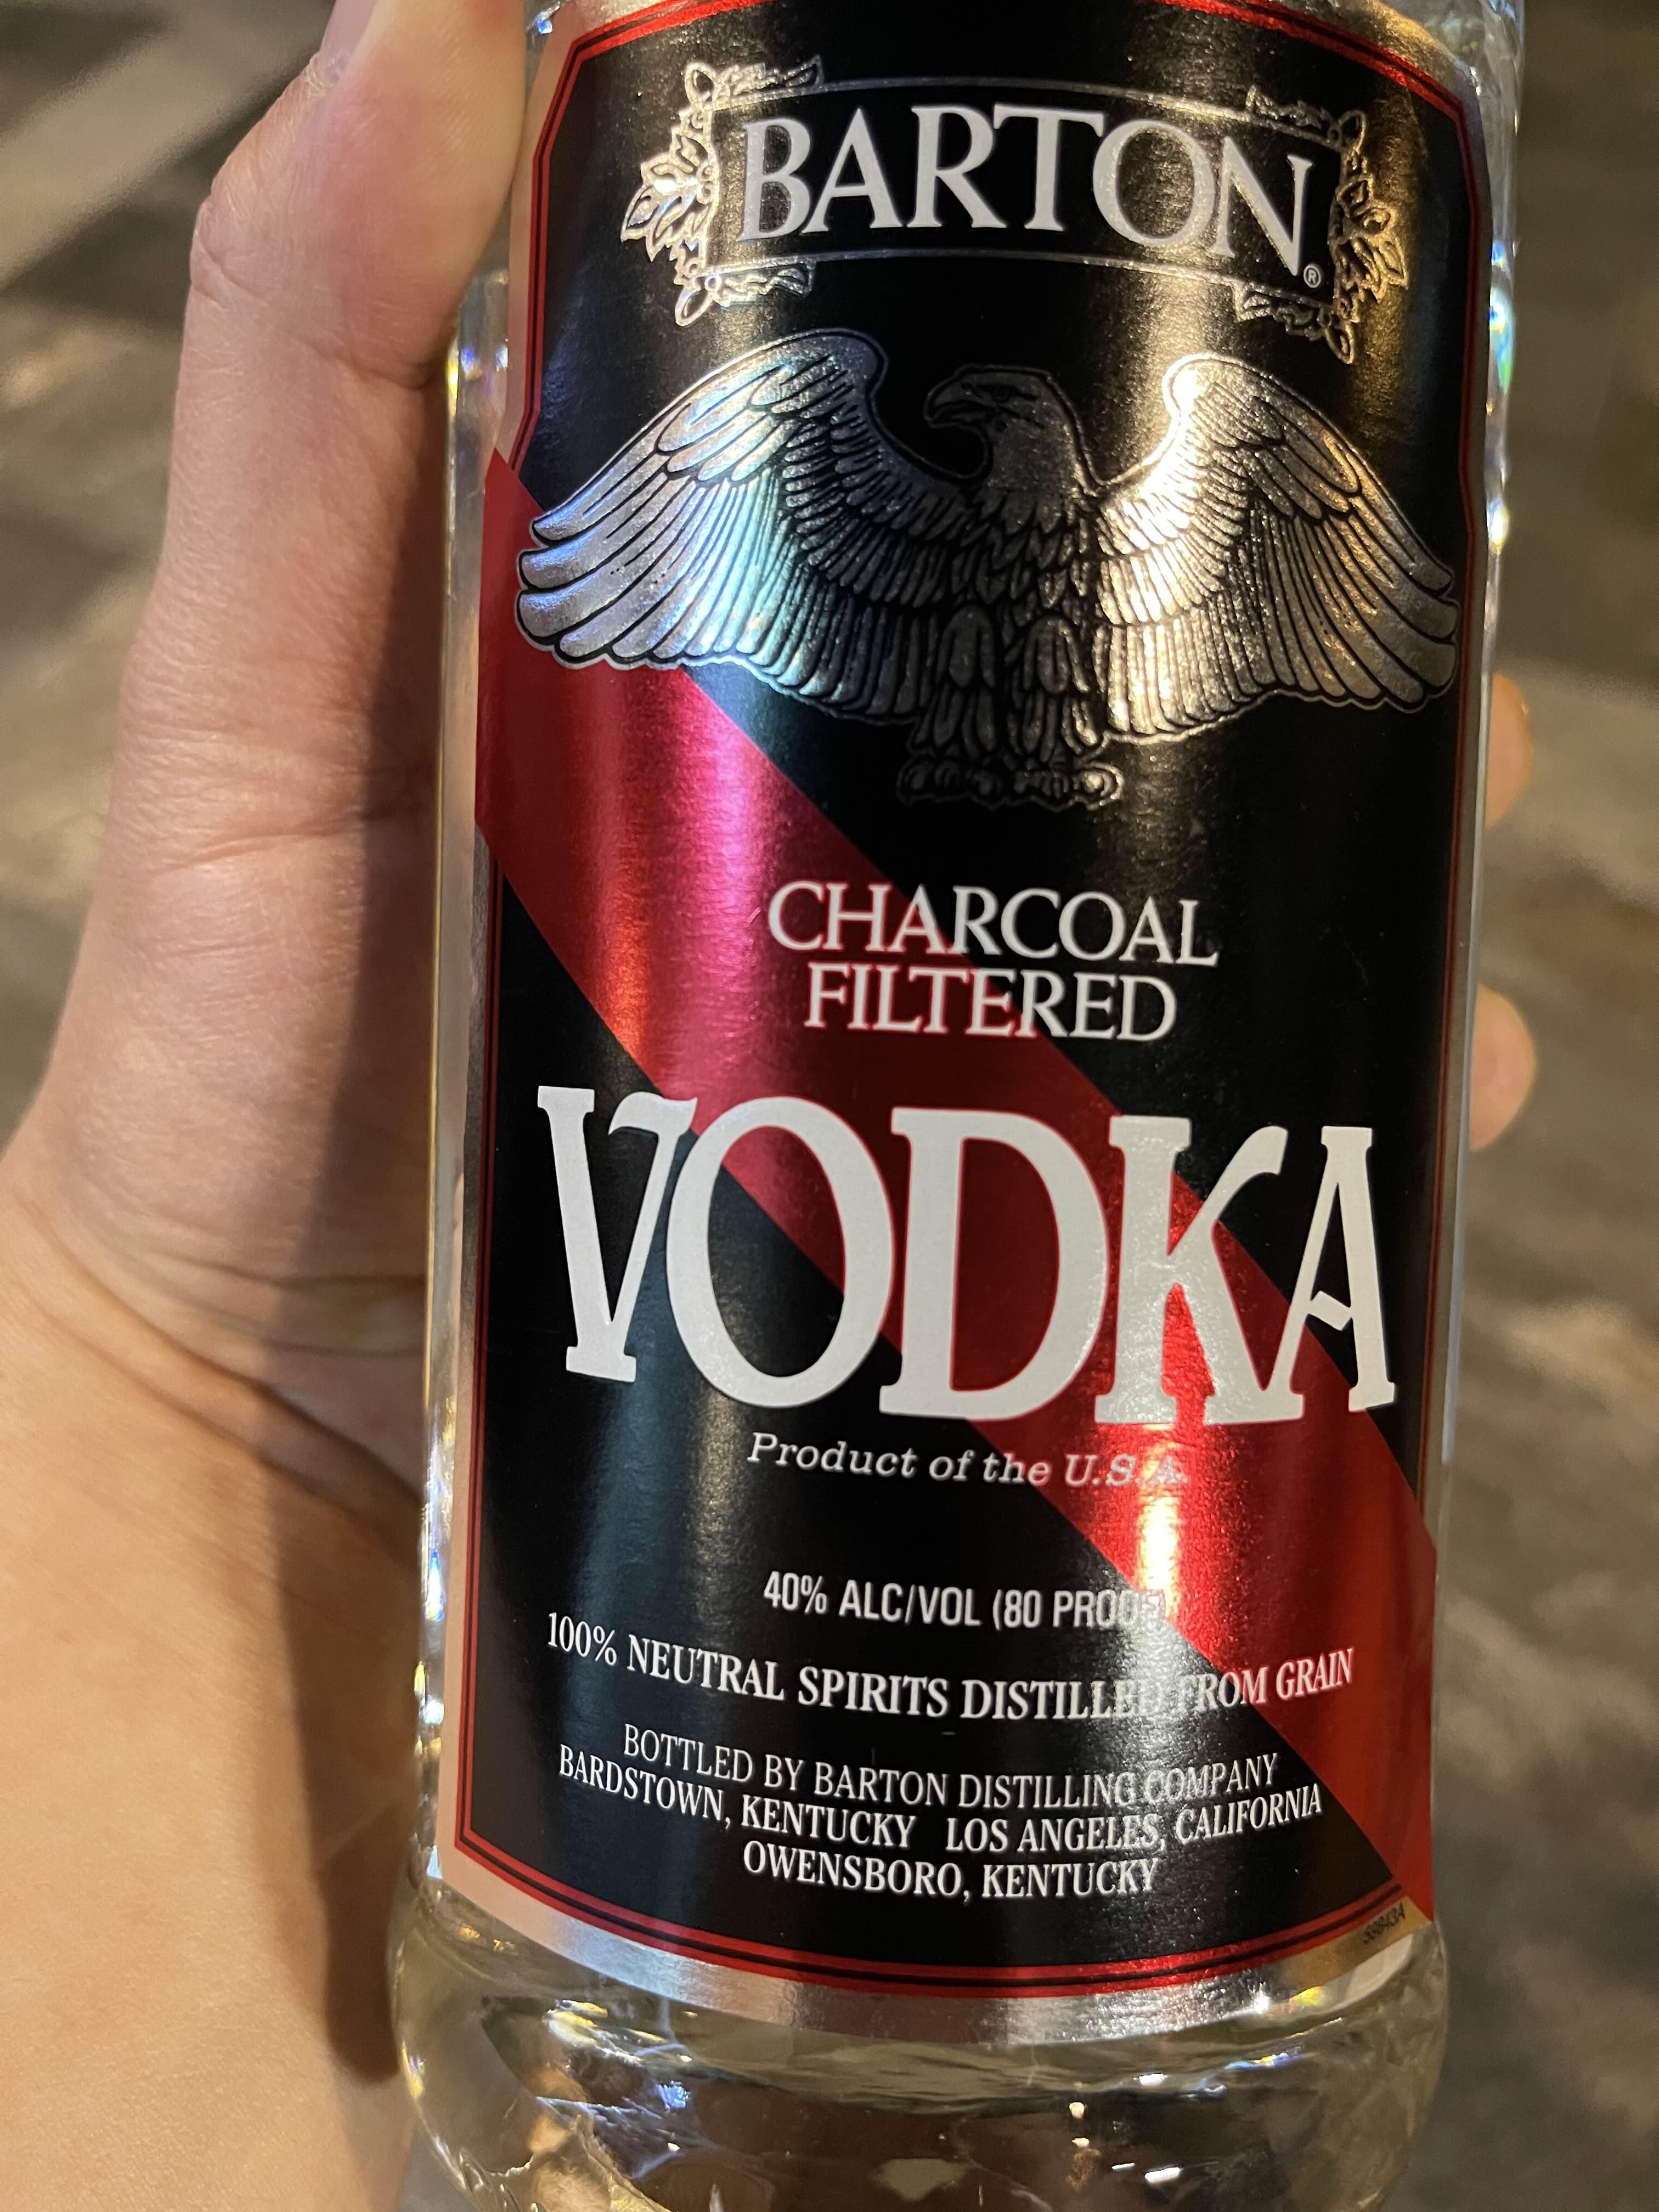 BARTON®
CHARCOAL
FILTERED
VODKA
Product of the U.S.A.
40% ALC/VOL (80 PROOF)
100% NEUTRAL SPIRITS DISTILLED FROM GRAIN
BOTTLED BY BARTON DISTILLING COMPANY
BARDSTOWN, KENTUCKY LOS ANGELES, CALIFORNIA
OWENSBORO, KENTUCKY